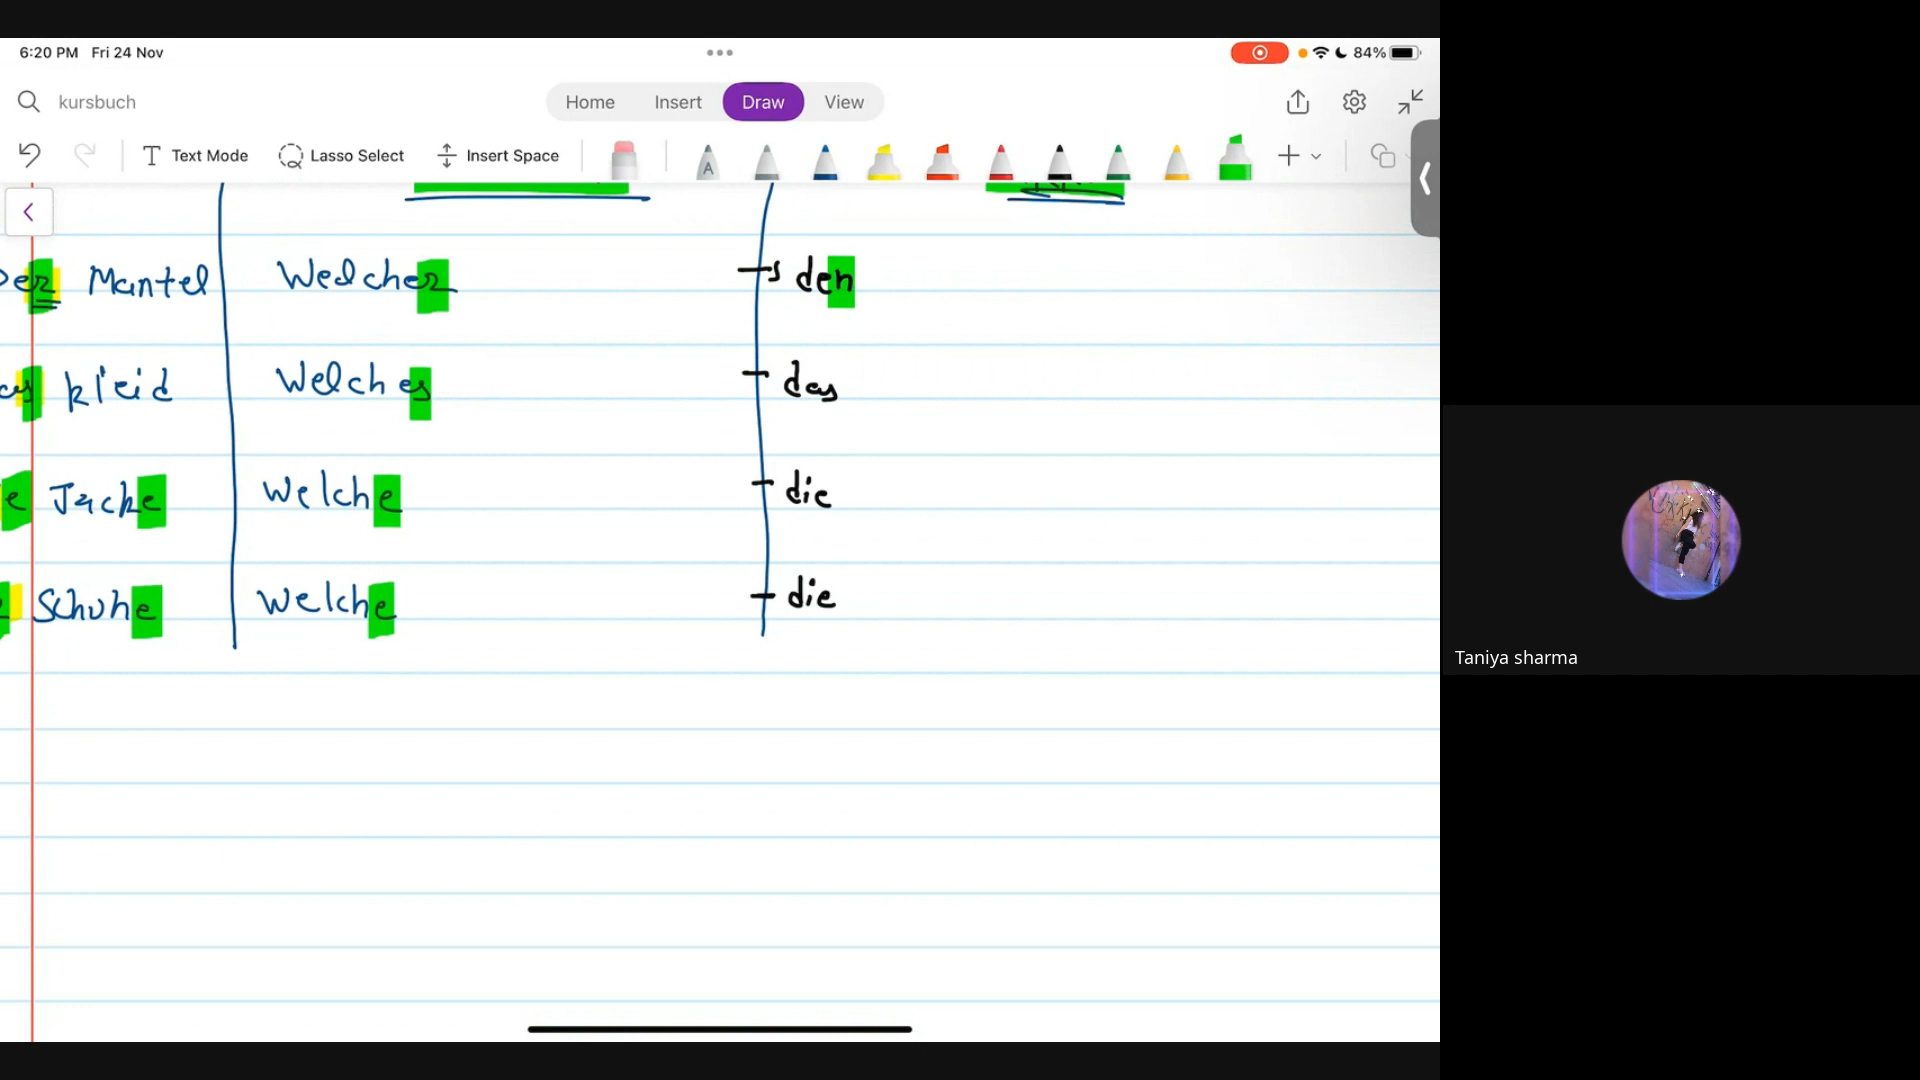 6:20 PM Fri 24 Nov
84%
kursbuch
Home Insert Draw View
Text Mode Lasso Select Insert Space
A
Der Mantel Welcher → den
kleid Welches → das
Jacke Welche → die
Schuhe Welche → die
Taniya sharma